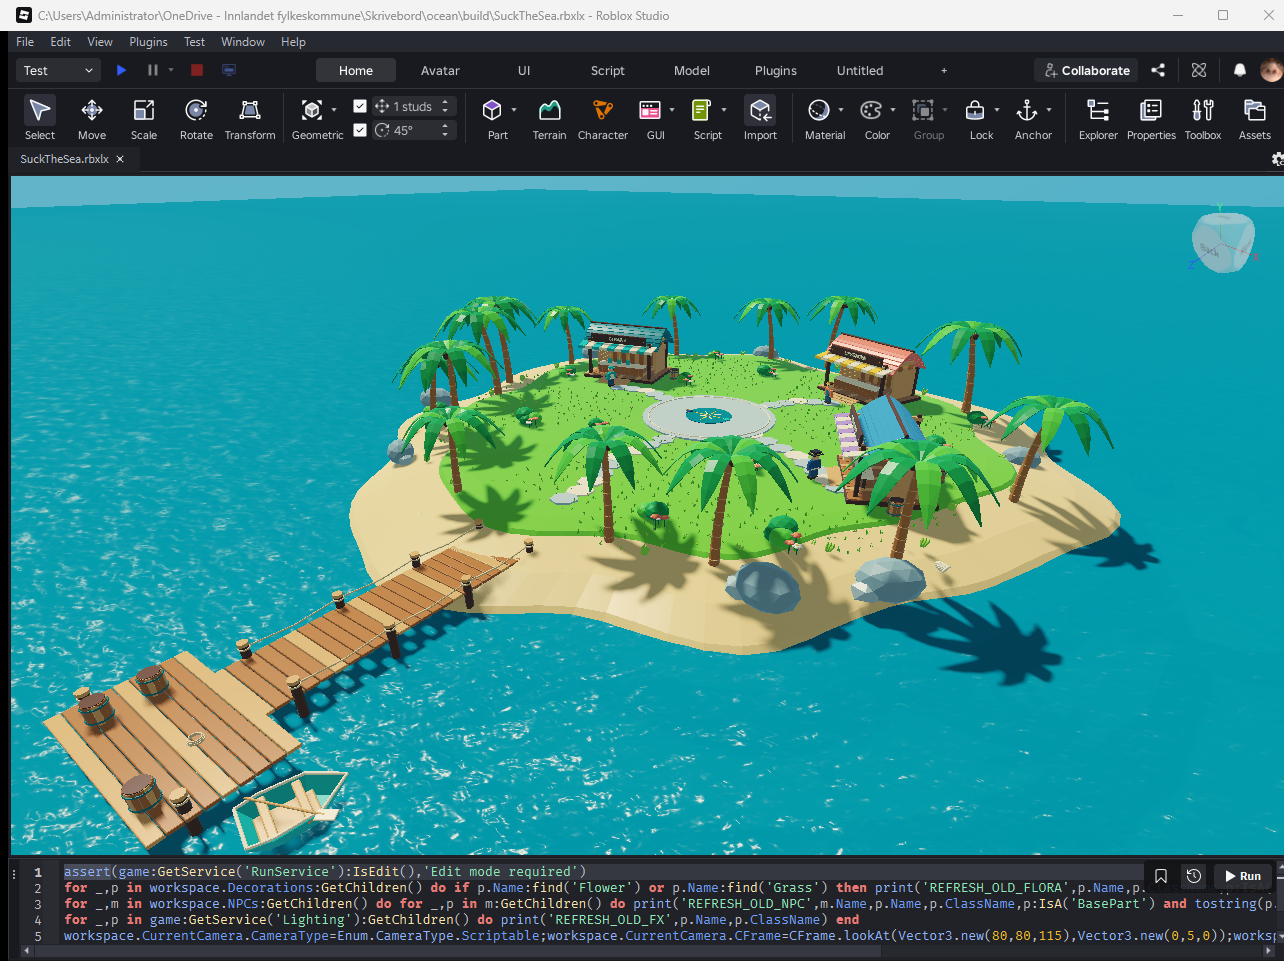 C:\Users\Administrator\OneDrive - Innlandet fylkeskommune\Skrivebord\ocean\build\SuckTheSea.rbxlx - Roblox Studio
File Edit View Plugins Test Window Help
Test Home Avatar UI Script Model Plugins Untitled + Collaborate
1 studs
45°
Select Move Scale Rotate Transform Geometric Part Terrain Character GUI Script Import Material Color Group Lock Anchor Explorer Properties Toolbox Assets
SuckTheSea.rbxlx
Y
Back
X
Z
1 assert(game:GetService('RunService'):IsEdit(),'Edit mode required')
Run
2 for _,p in workspace.Decorations:GetChildren() do if p.Name:find('Flower') or p.Name:find('Grass') then print('REFRESH_OLD_FLORA',p.Name,p.
3 for _,m in workspace.NPCs:GetChildren() do for _,p in m:GetChildren() do print('REFRESH_OLD_NPC',m.Name,p.Name,p.ClassName,p:IsA('BasePart') and tostring(p.
4 for _,p in game:GetService('Lighting'):GetChildren() do print('REFRESH_OLD_FX',p.Name,p.ClassName) end
5 workspace.CurrentCamera.CameraType=Enum.CameraType.Scriptable;workspace.CurrentCamera.CFrame=CFrame.lookAt(Vector3.new(80,80,115),Vector3.new(0,5,0));worksp